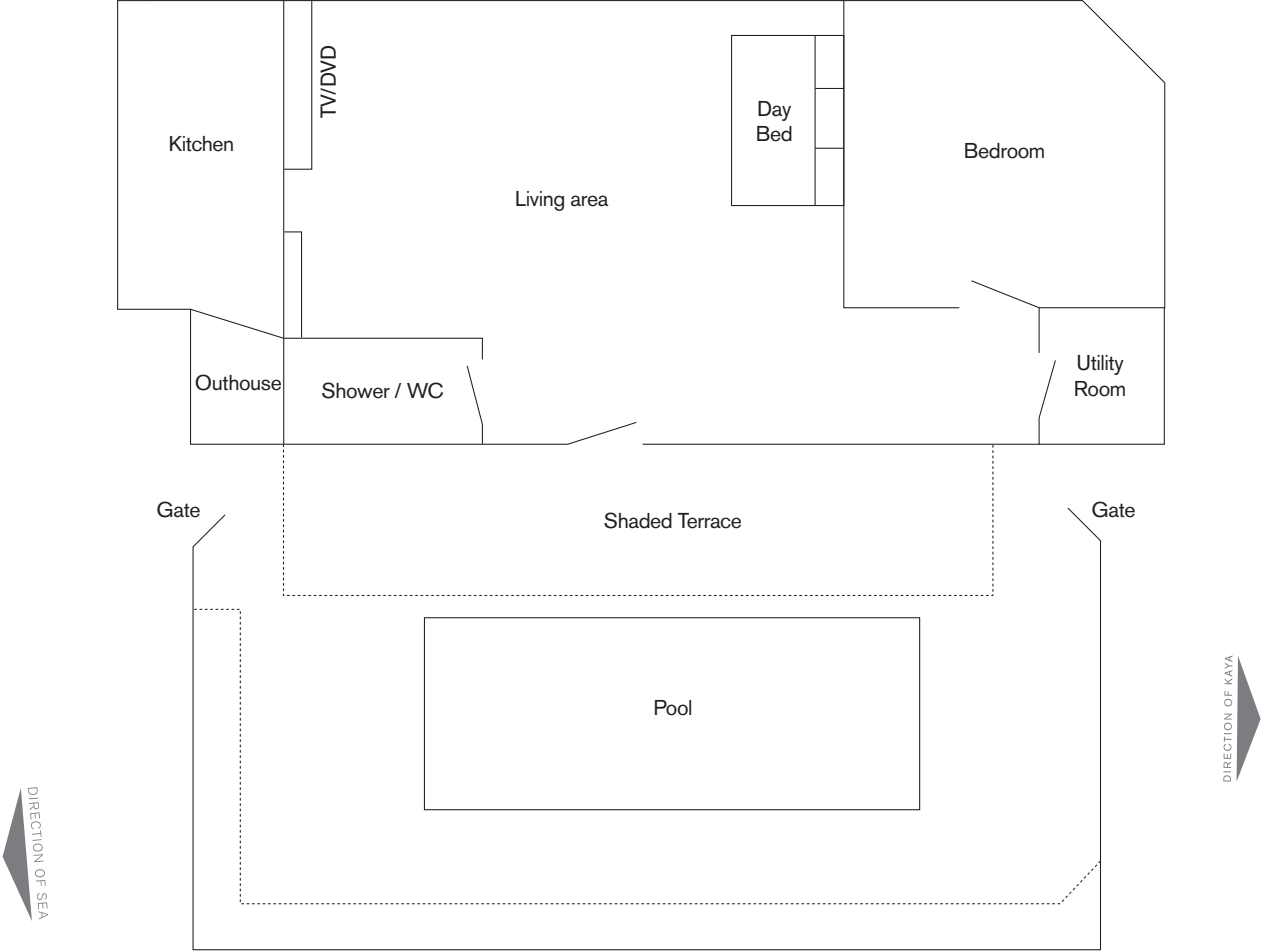 TV/DVD
Kitchen
Day
Bed
Bedroom
Living area
Outhouse
Shower / WC
Utility
Room
Gate
Shaded Terrace
Gate
Pool
DIRECTION OF KAYA
DIRECTION OF SEA